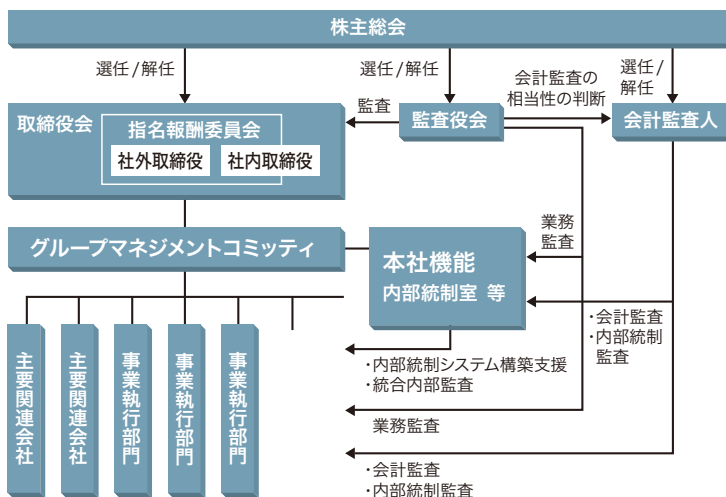 株主総会
選任/解任
選任/解任
会計監査の
相当性の判断
選任/
解任
取締役会
指名報酬委員会
社外取締役
社内取締役
監査
監査役会
会計監査人
グループマネジメントコミッティ
本社機能
内部統制室 等
業務
監査
・会計監査
・内部統制
監査
主要関連会社
主要関連会社
事業執行部門
事業執行部門
事業執行部門
・内部統制システム構築支援
・統合内部監査
業務監査
・会計監査
・内部統制監査